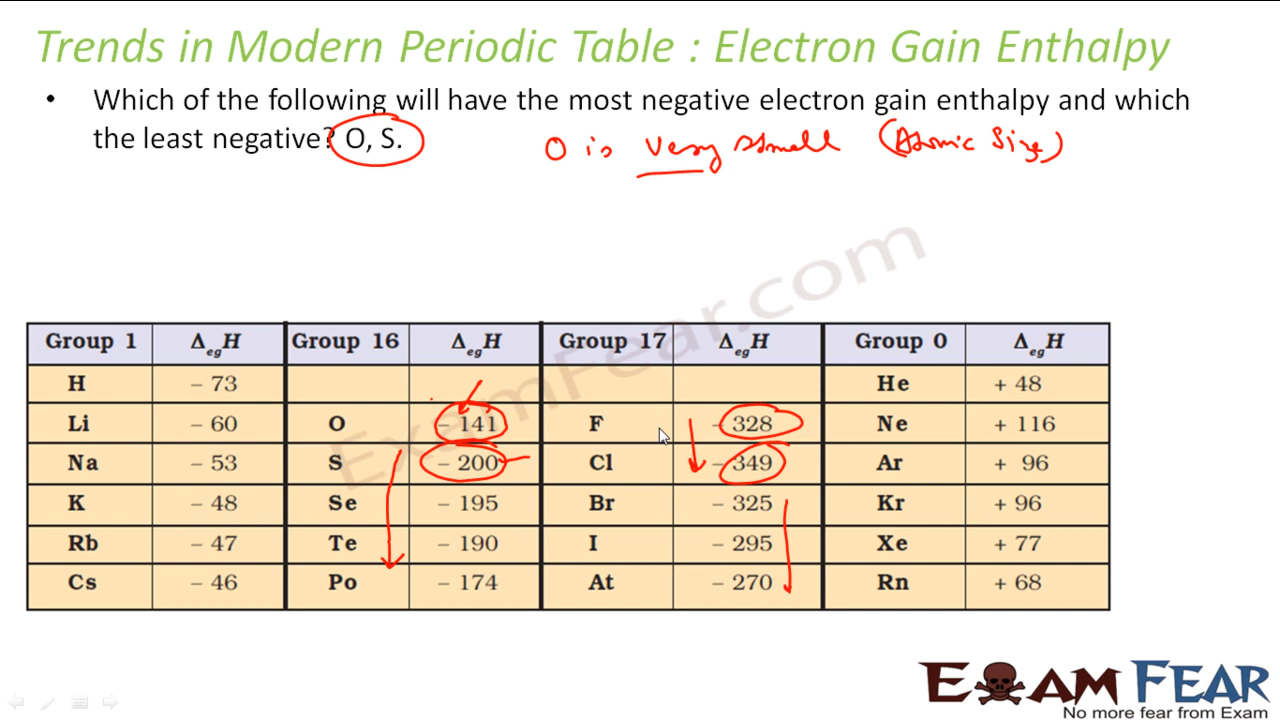 Trends in Modern Periodic Table : Electron Gain Enthalpy
• Which of the following will have the most negative electron gain enthalpy and which
the least negative? O, S.
O is very small (Atomic Size)
ExamFear.com
Group 1 ΔegH Group 16 ΔegH Group 17 ΔegH Group 0 ΔegH
H – 73 He + 48
Li – 60 O – 141 F – 328 Ne + 116
Na – 53 S – 200 Cl – 349 Ar + 96
K – 48 Se – 195 Br – 325 Kr + 96
Rb – 47 Te – 190 I – 295 Xe + 77
Cs – 46 Po – 174 At – 270 Rn + 68
EXAM FEAR
No more fear from Exam